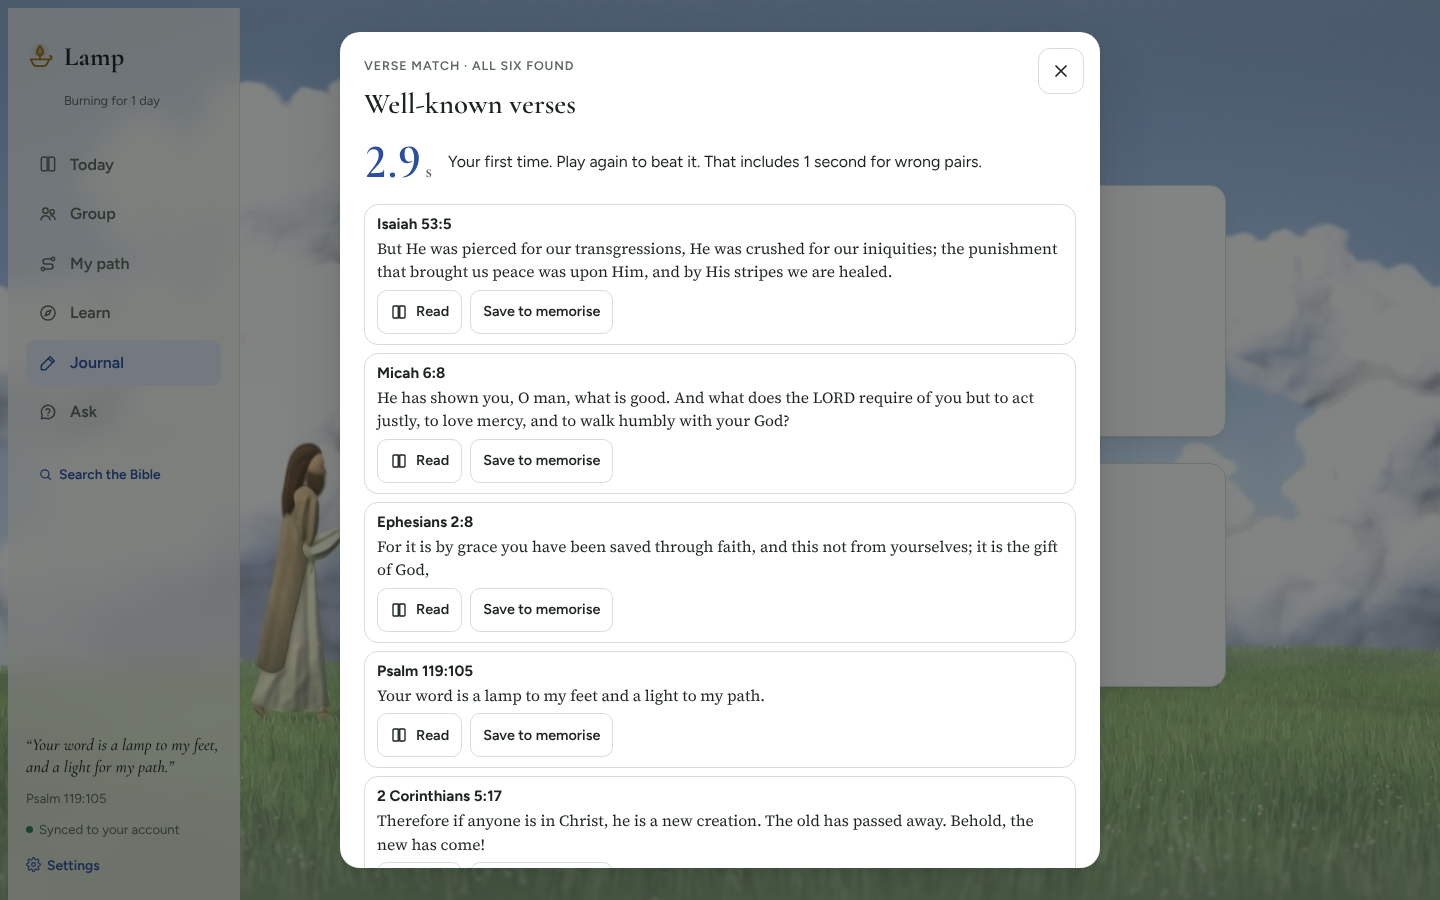 Lamp
Burning for 1 day
Today
Group
My path
Learn
Journal
Ask
Search the Bible
“Your word is a lamp to my feet,
and a light for my path.”
Psalm 119:105
Synced to your account
Settings
VERSE MATCH · ALL SIX FOUND
Well-known verses
2.9 s
Your first time. Play again to beat it. That includes 1 second for wrong pairs.
Isaiah 53:5
But He was pierced for our transgressions, He was crushed for our iniquities; the punishment
that brought us peace was upon Him, and by His stripes we are healed.
Read
Save to memorise
Micah 6:8
He has shown you, O man, what is good. And what does the LORD require of you but to act
justly, to love mercy, and to walk humbly with your God?
Read
Save to memorise
Ephesians 2:8
For it is by grace you have been saved through faith, and this not from yourselves; it is the gift
of God,
Read
Save to memorise
Psalm 119:105
Your word is a lamp to my feet and a light to my path.
Read
Save to memorise
2 Corinthians 5:17
Therefore if anyone is in Christ, he is a new creation. The old has passed away. Behold, the
new has come!